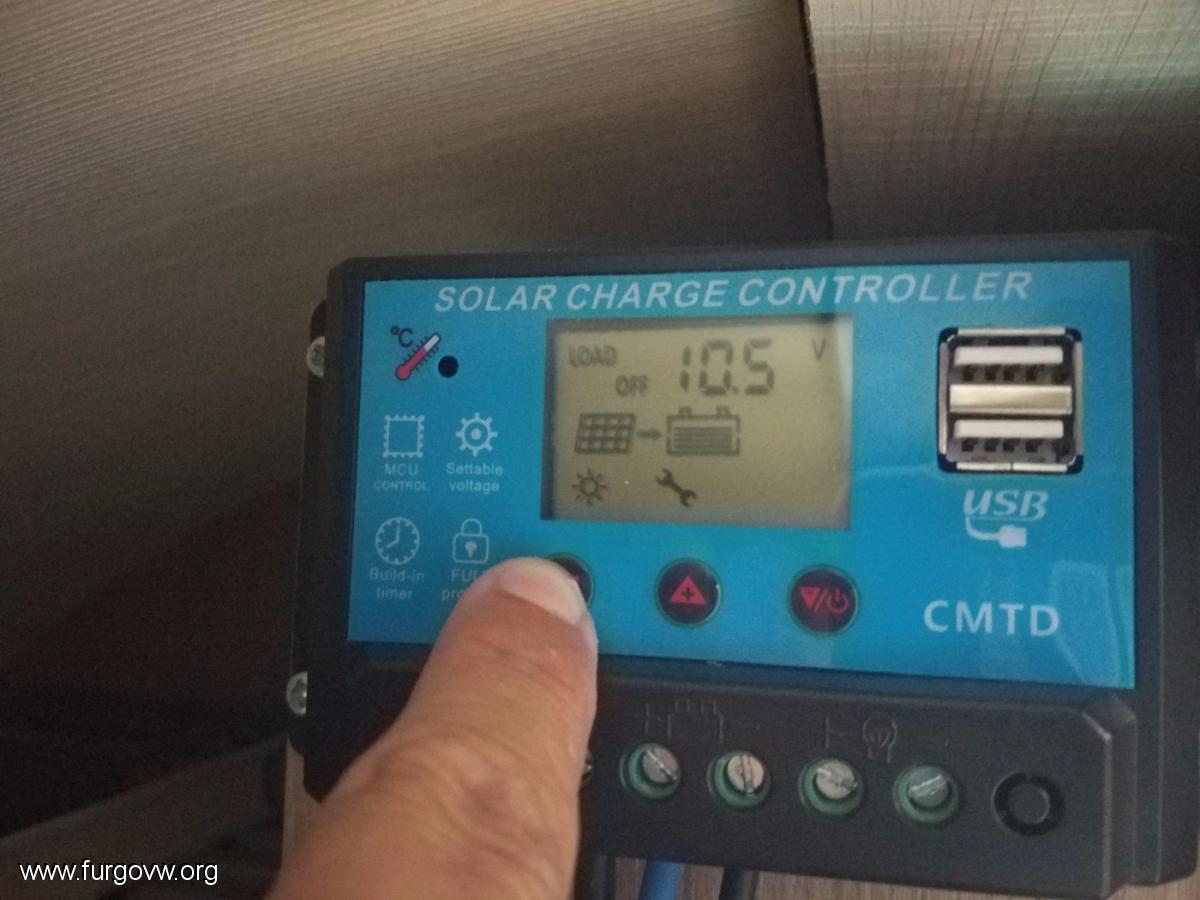 SOLAR CHARGE CONTROLLER
°C
LOAD 10.5 V
OFF
MCU
CONTROL
Settable
voltage
USB
Build-in
timer
CMTD
www.furgovw.org